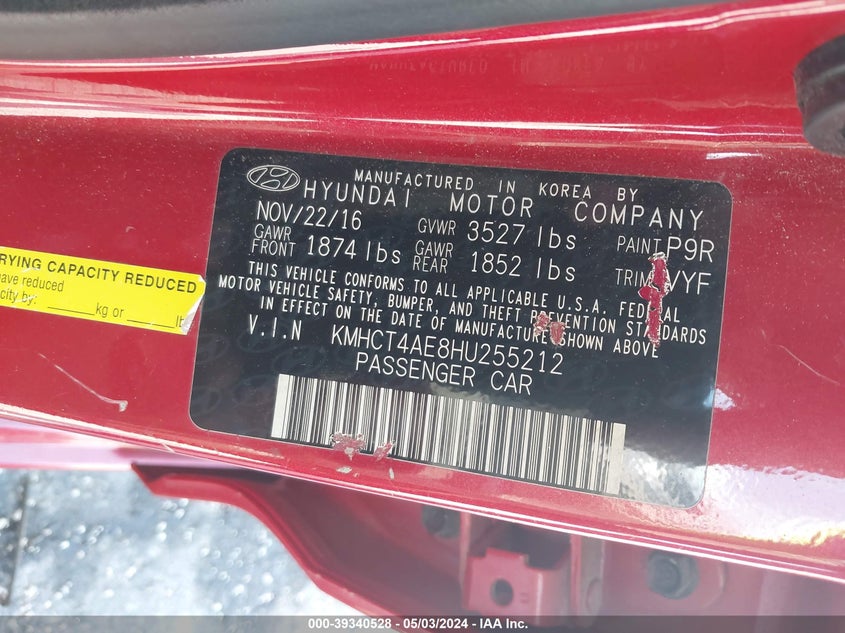 MANUFACTURED IN KOREA BY
HYUNDAI MOTOR COMPANY
NOV/22/16 GVWR 3527 lbs PAINT P9R
GAWR FRONT 1874 lbs GAWR REAR 1852 lbs TRIM VYF
THIS VEHICLE CONFORMS TO ALL APPLICABLE U.S.A. FEDERAL
MOTOR VEHICLE SAFETY, BUMPER, AND THEFT PREVENTION STANDARDS
IN EFFECT ON THE DATE OF MANUFACTURE SHOWN ABOVE
V.I.N KMHCT4AE8HU255212
PASSENGER CAR
RYING CAPACITY REDUCED
have reduced
city by: ____kg or ____lb
000-39340528 - 05/03/2024 - IAA Inc.